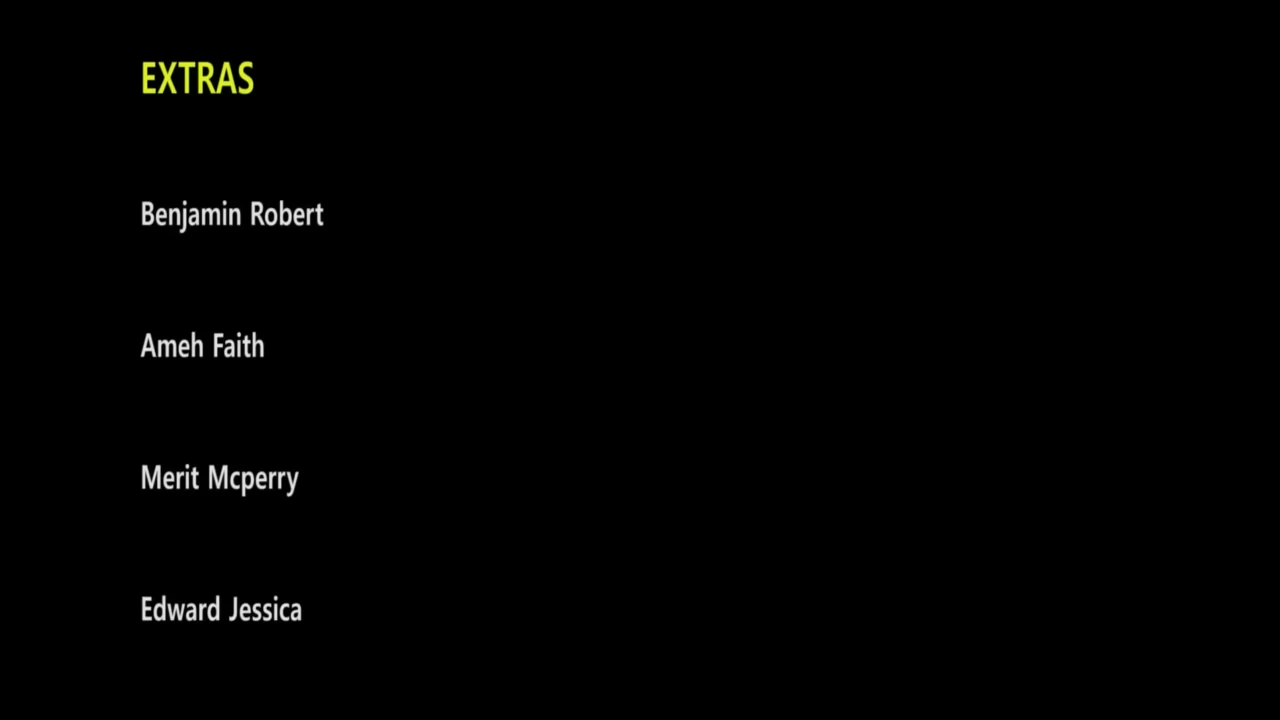 EXTRAS
Benjamin Robert
Ameh Faith
Merit Mcperry
Edward Jessica